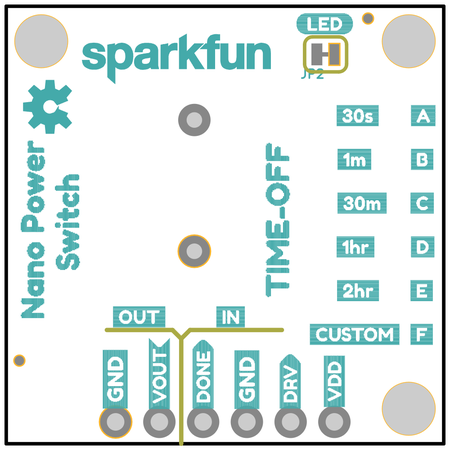 LED
sparkfun
JP2
Nano Power
Switch
TIME-OFF
30s A
1m B
30m C
1hr D
2hr E
CUSTOM F
OUT IN
GND VOUT DONE GND DRV VDD